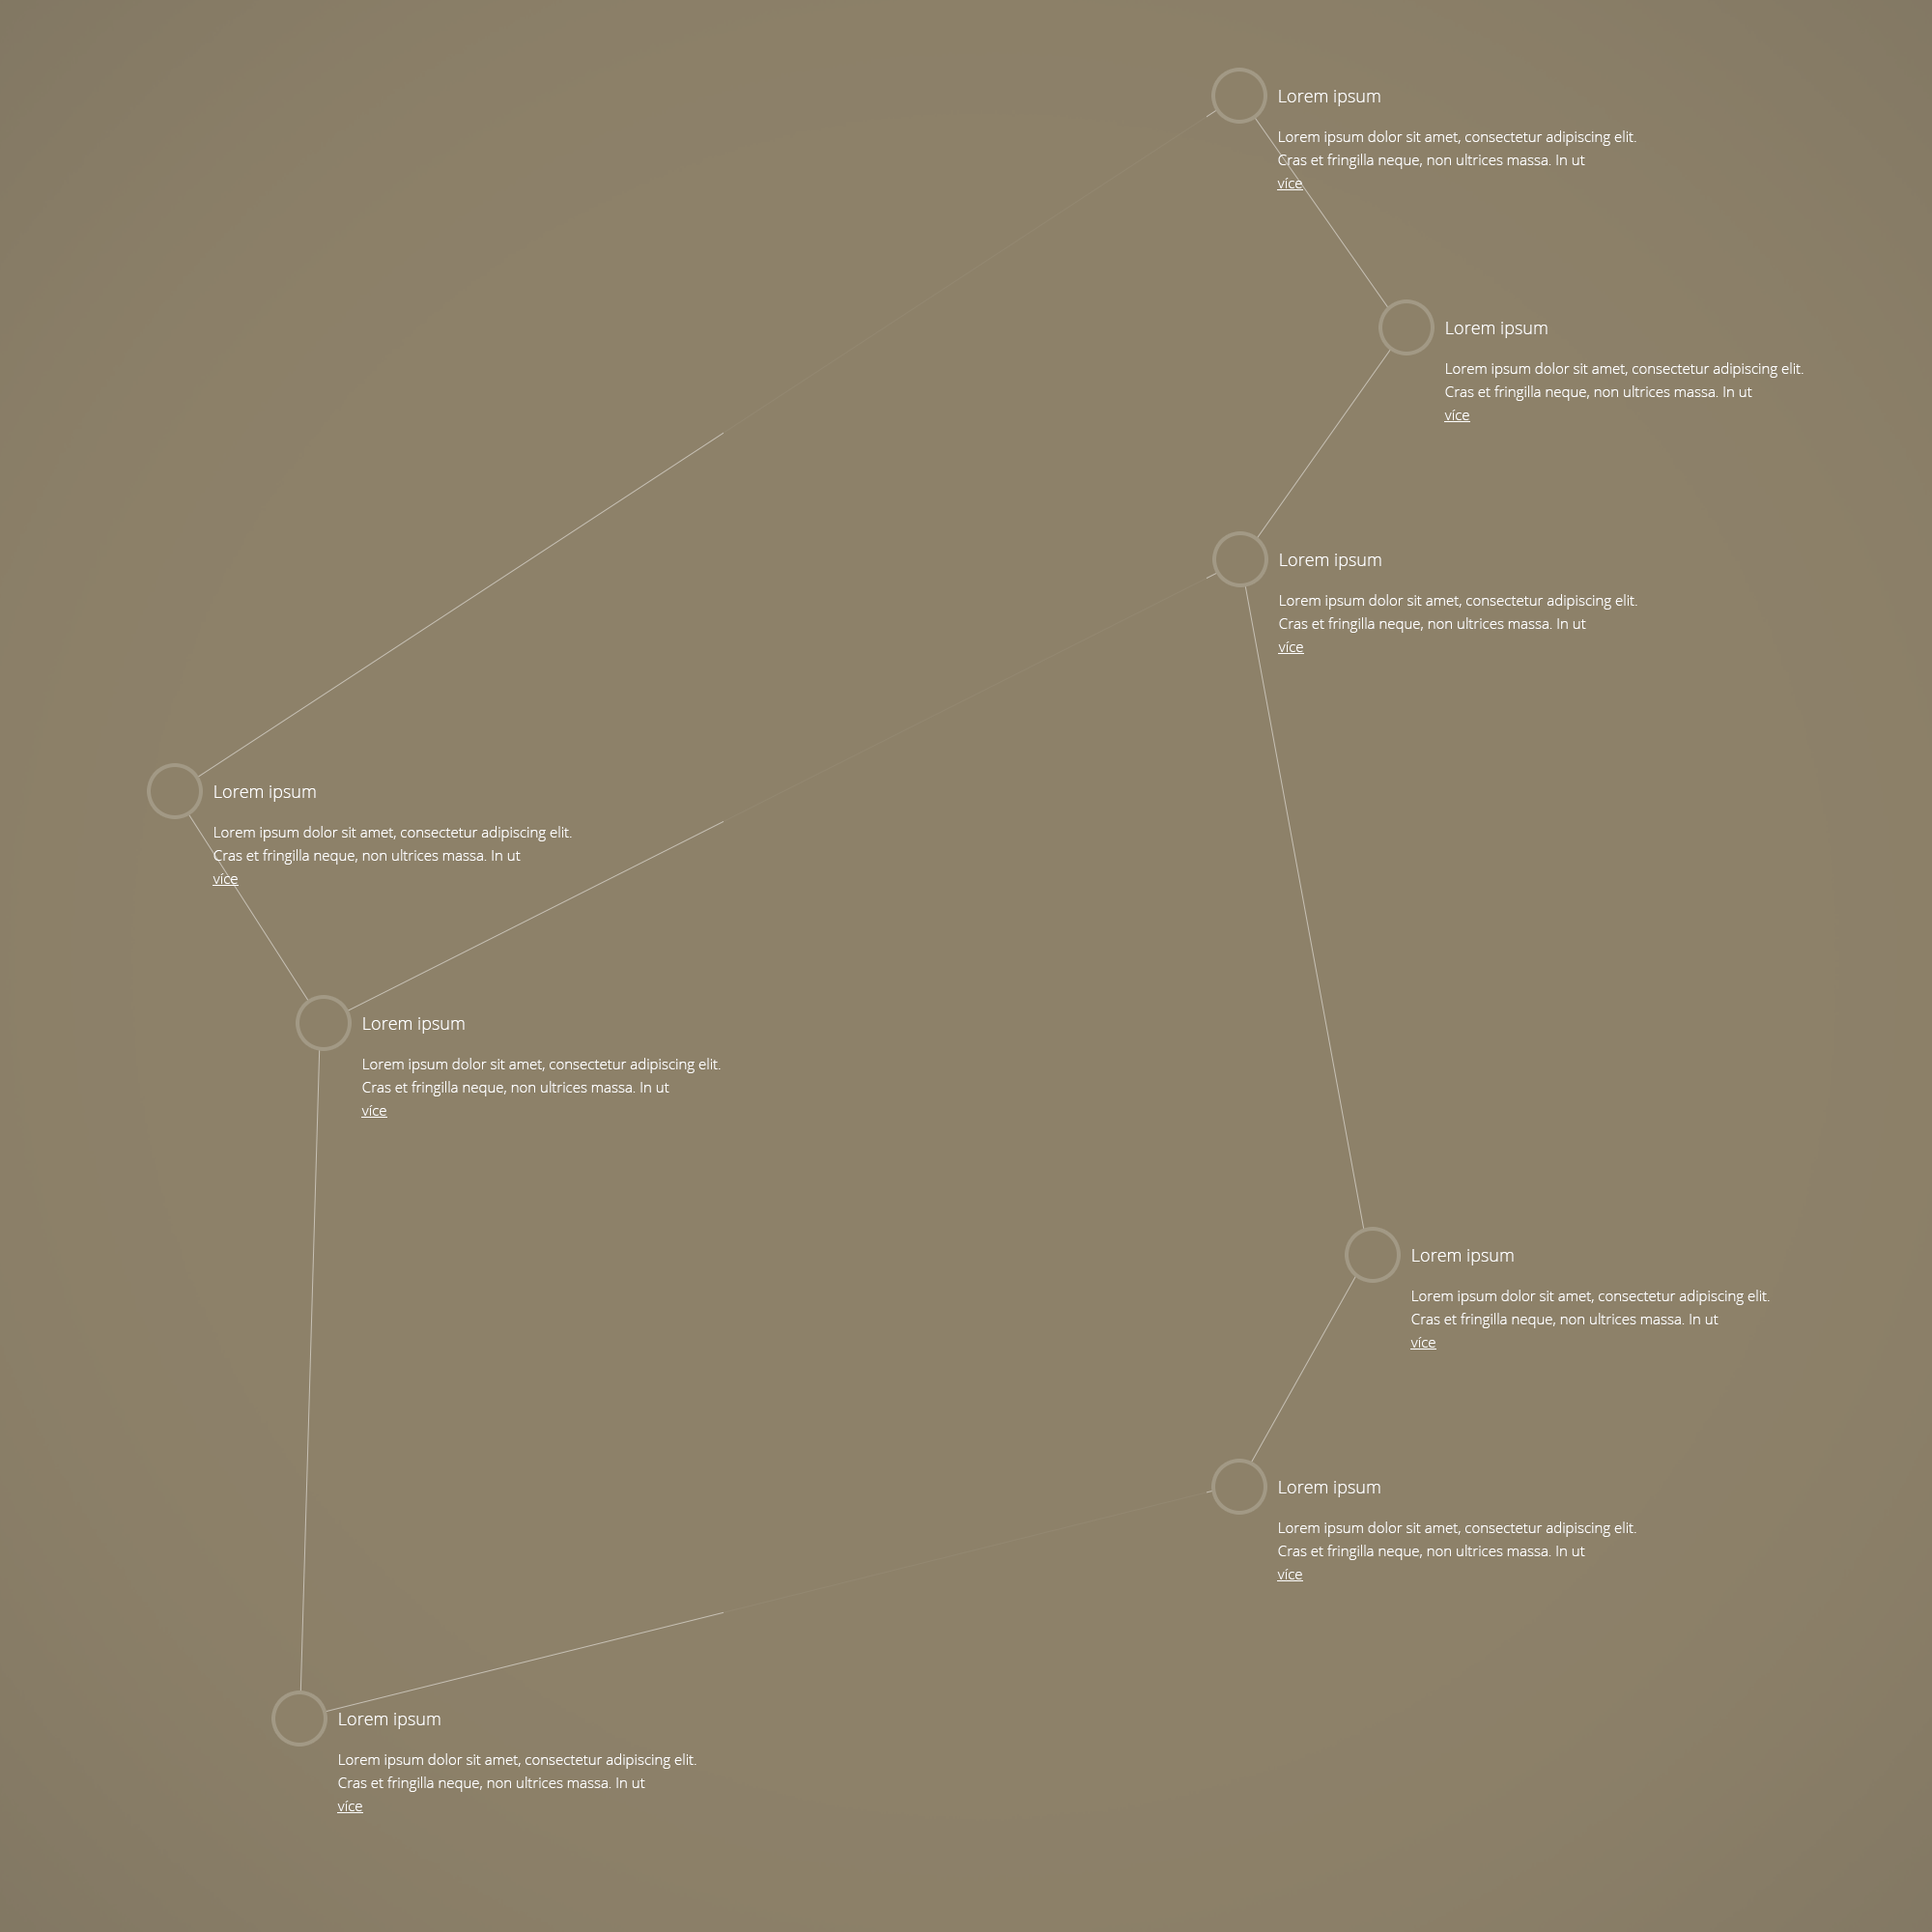 Lorem ipsum
Lorem ipsum dolor sit amet, consectetur adipiscing elit.
Cras et fringilla neque, non ultrices massa. In ut
více
Lorem ipsum
Lorem ipsum dolor sit amet, consectetur adipiscing elit.
Cras et fringilla neque, non ultrices massa. In ut
více
Lorem ipsum
Lorem ipsum dolor sit amet, consectetur adipiscing elit.
Cras et fringilla neque, non ultrices massa. In ut
více
Lorem ipsum
Lorem ipsum dolor sit amet, consectetur adipiscing elit.
Cras et fringilla neque, non ultrices massa. In ut
více
Lorem ipsum
Lorem ipsum dolor sit amet, consectetur adipiscing elit.
Cras et fringilla neque, non ultrices massa. In ut
více
Lorem ipsum
Lorem ipsum dolor sit amet, consectetur adipiscing elit.
Cras et fringilla neque, non ultrices massa. In ut
více
Lorem ipsum
Lorem ipsum dolor sit amet, consectetur adipiscing elit.
Cras et fringilla neque, non ultrices massa. In ut
více
Lorem ipsum
Lorem ipsum dolor sit amet, consectetur adipiscing elit.
Cras et fringilla neque, non ultrices massa. In ut
více